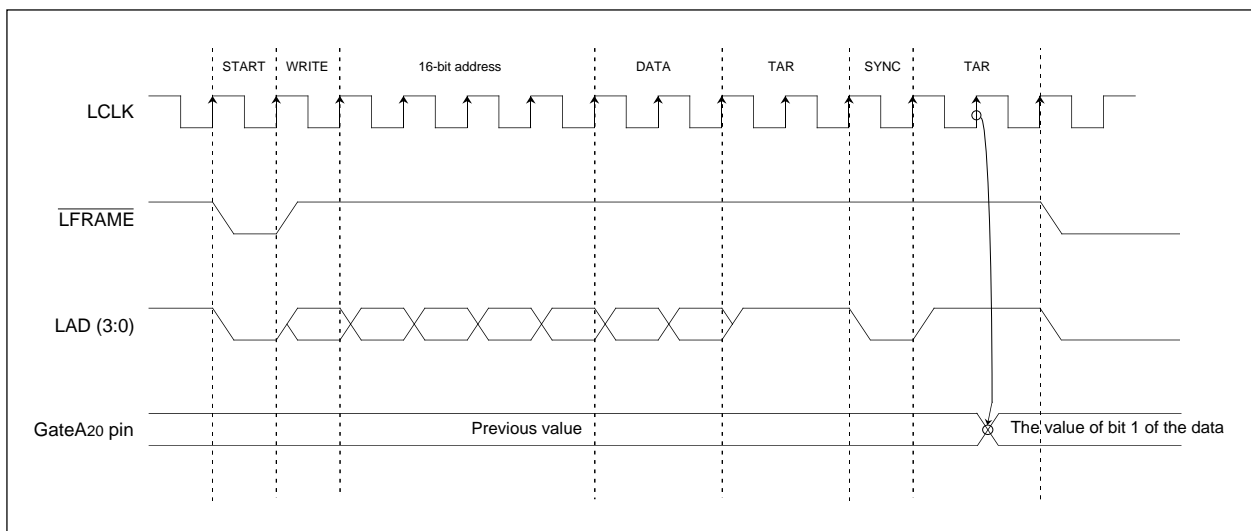 START WRITE 16-bit address DATA TAR SYNC TAR
LCLK
LFRAME
LAD (3:0)
GateA20 pin Previous value The value of bit 1 of the data